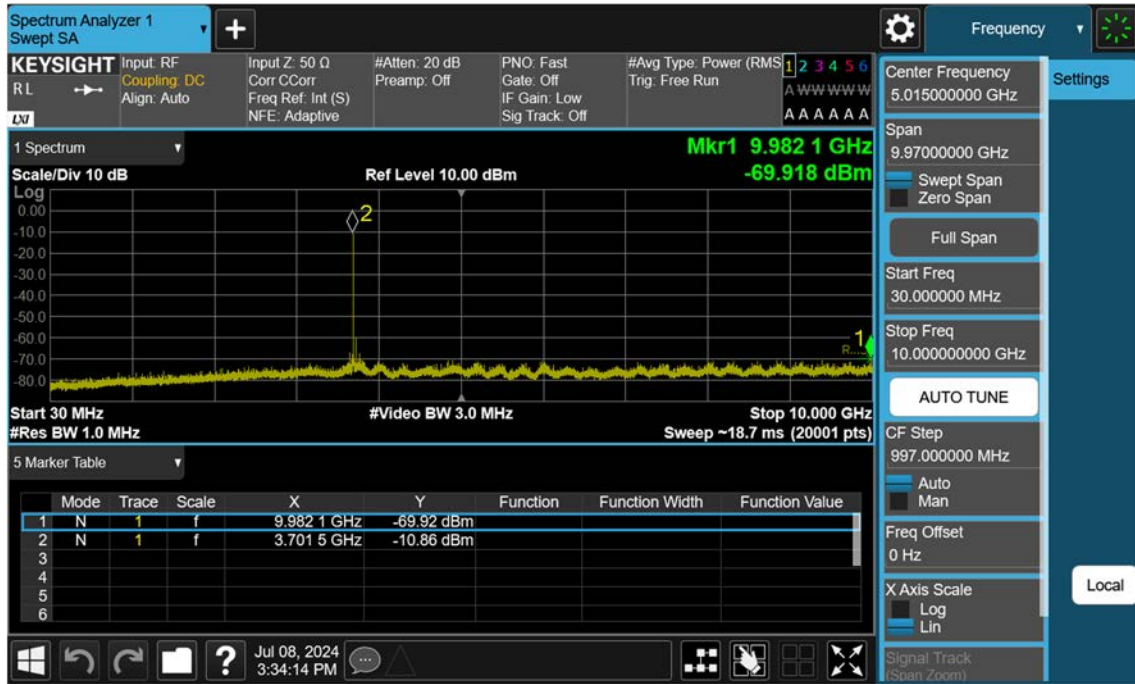 Spectrum Analyzer 1
Swept SA
Frequency
KEYSIGHT
R L
LXI
Input: RF
Coupling: DC
Align: Auto
Input Z: 50 Ω
Corr CCorr
Freq Ref: Int (S)
NFE: Adaptive
#Atten: 20 dB
Preamp: Off
PNO: Fast
Gate: Off
IF Gain: Low
Sig Track: Off
#Avg Type: Power (RMS
Trig: Free Run
1 2 3 4 5 6
A W W W W W
A A A A A A
1 Spectrum
Scale/Div 10 dB
Ref Level 10.00 dBm
Mkr1 9.982 1 GHz
-69.918 dBm
Log
0.00
-10.0
-20.0
-30.0
-40.0
-50.0
-60.0
-70.0
-80.0
2
1
Start 30 MHz
#Video BW 3.0 MHz
Stop 10.000 GHz
#Res BW 1.0 MHz
Sweep ~18.7 ms (20001 pts)
5 Marker Table
Mode Trace Scale X Y Function Function Width Function Value
1 N 1 f 9.982 1 GHz -69.92 dBm
2 N 1 f 3.701 5 GHz -10.86 dBm
3
4
5
6
Center Frequency
5.015000000 GHz
Settings
Span
9.97000000 GHz
Swept Span
Zero Span
Full Span
Start Freq
30.000000 MHz
Stop Freq
10.000000000 GHz
AUTO TUNE
CF Step
997.000000 MHz
Auto
Man
Freq Offset
0 Hz
X Axis Scale
Log
Lin
Local
Signal Track
(Span Zoom)
?
Jul 08, 2024
3:34:14 PM